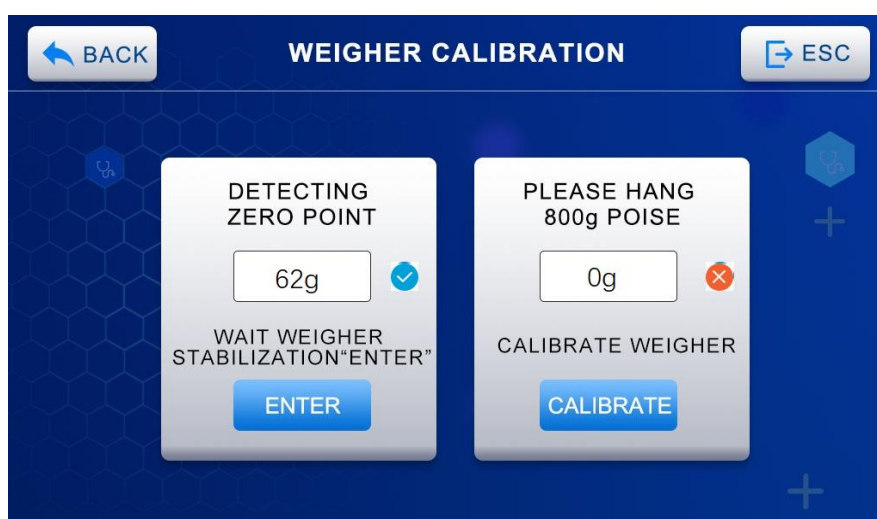 BACK
WEIGHER CALIBRATION
ESC
DETECTING
ZERO POINT
62g
WAIT WEIGHER
STABILIZATION“ENTER”
ENTER
PLEASE HANG
800g POISE
0g
CALIBRATE WEIGHER
CALIBRATE